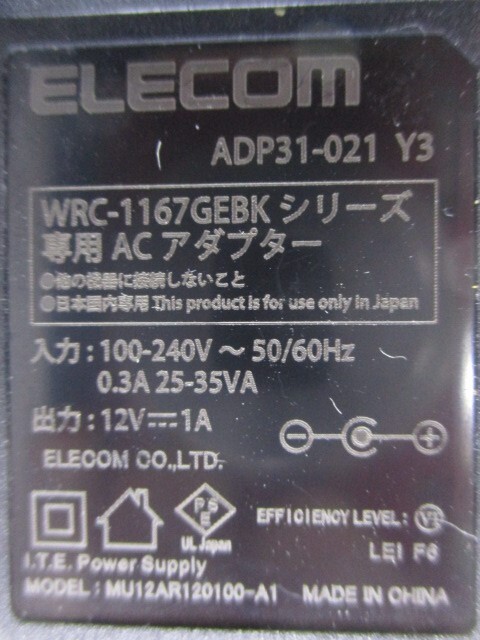 ELECOM
ADP31-021 Y3
WRC-1167GEBK シリーズ
専用 AC アダプター
●他の機器に接続しないこと
●日本国内専用 This product is for use only in Japan
入力 : 100-240V ～ 50/60Hz
0.3A 25-35VA
出力 : 12V⎓1A
ELECOM CO.,LTD.
PS
E
UL Japan
EFFICIENCY LEVEL : VI
LEI F6
I.T.E. Power Supply
MODEL : MU12AR120100-A1 MADE IN CHINA